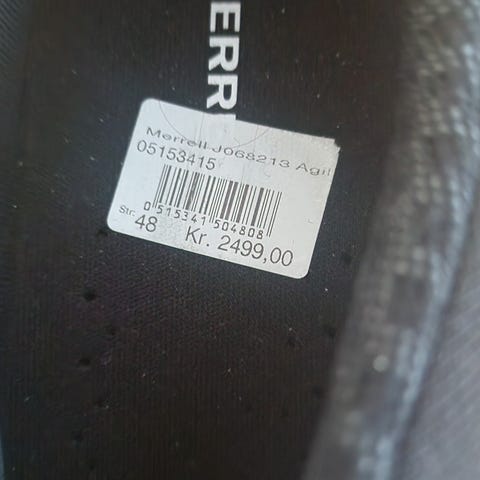 ERR
Merrell J068213 Agil
05153415
0 515341 504808
Str. 48 Kr. 2499,00